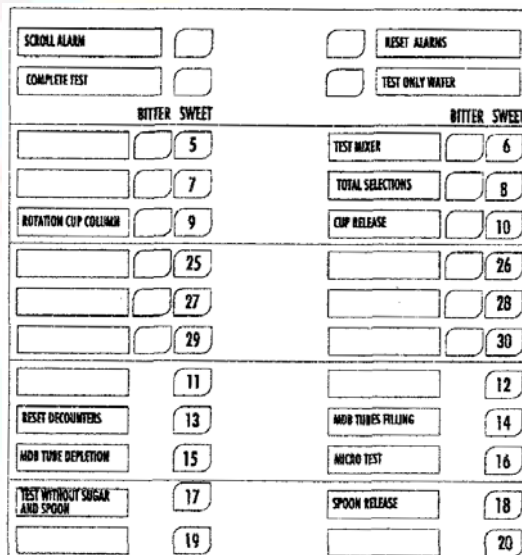 SCROLL ALARM RESET ALARMS
COMPLETE TEST TEST ONLY WATER
BITTER SWEET BITTER SWEET
5 TEST MIXER 6
7 TOTAL SELECTIONS 8
ROTATION CUP COLUMN 9 CUP RELEASE 10
25 26
27 28
29 30
11 12
RESET DECOUNTERS 13 MDB TUBES FILLING 14
MDB TUBE DEPLETION 15 MICRO TEST 16
TEST WITHOUT SUGAR
AND SPOON 17 SPOON RELEASE 18
19 20